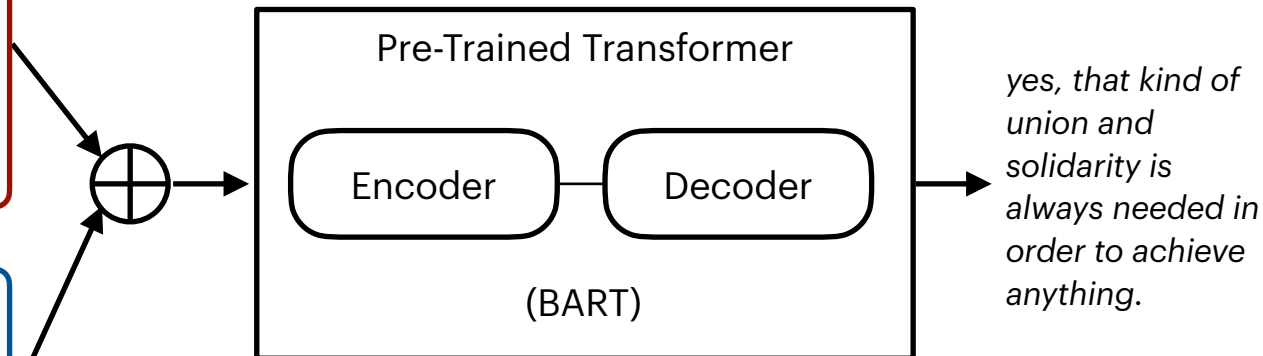 Pre-Trained Transformer
Encoder
Decoder
(BART)
yes, that kind of
union and
solidarity is
always needed in
order to achieve
anything.